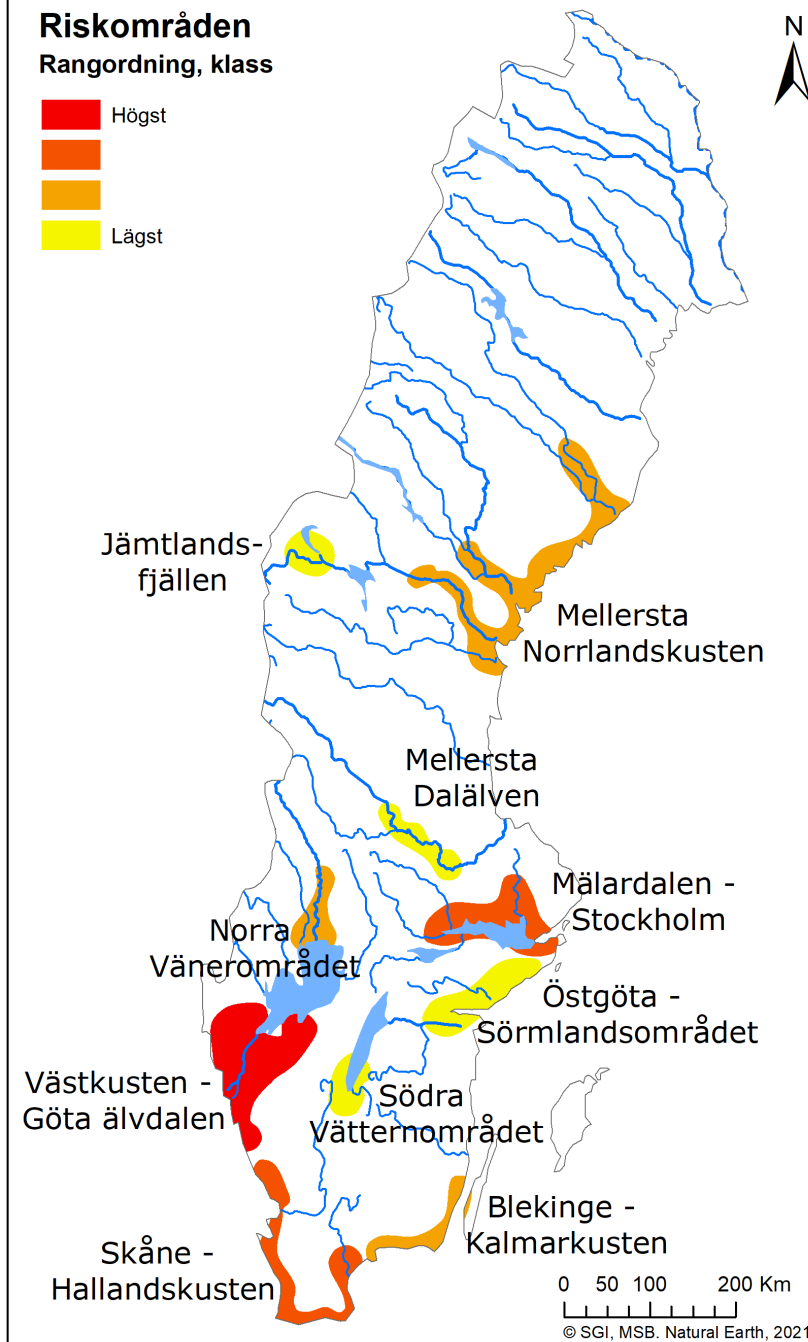 Riskområden
Rangordning, klass
Högst
Lägst
N
Jämtlands-
fjällen
Mellersta
Norrlandskusten
Mellersta
Dalälven
Mälardalen -
Stockholm
Norra
Vänerområdet
Östgöta -
Sörmlandsområdet
Västkusten -
Göta älvdalen
Södra
Vätternområdet
Blekinge -
Kalmarkusten
Skåne -
Hallandskusten
0 50 100 200 Km
© SGI, MSB. Natural Earth, 2021